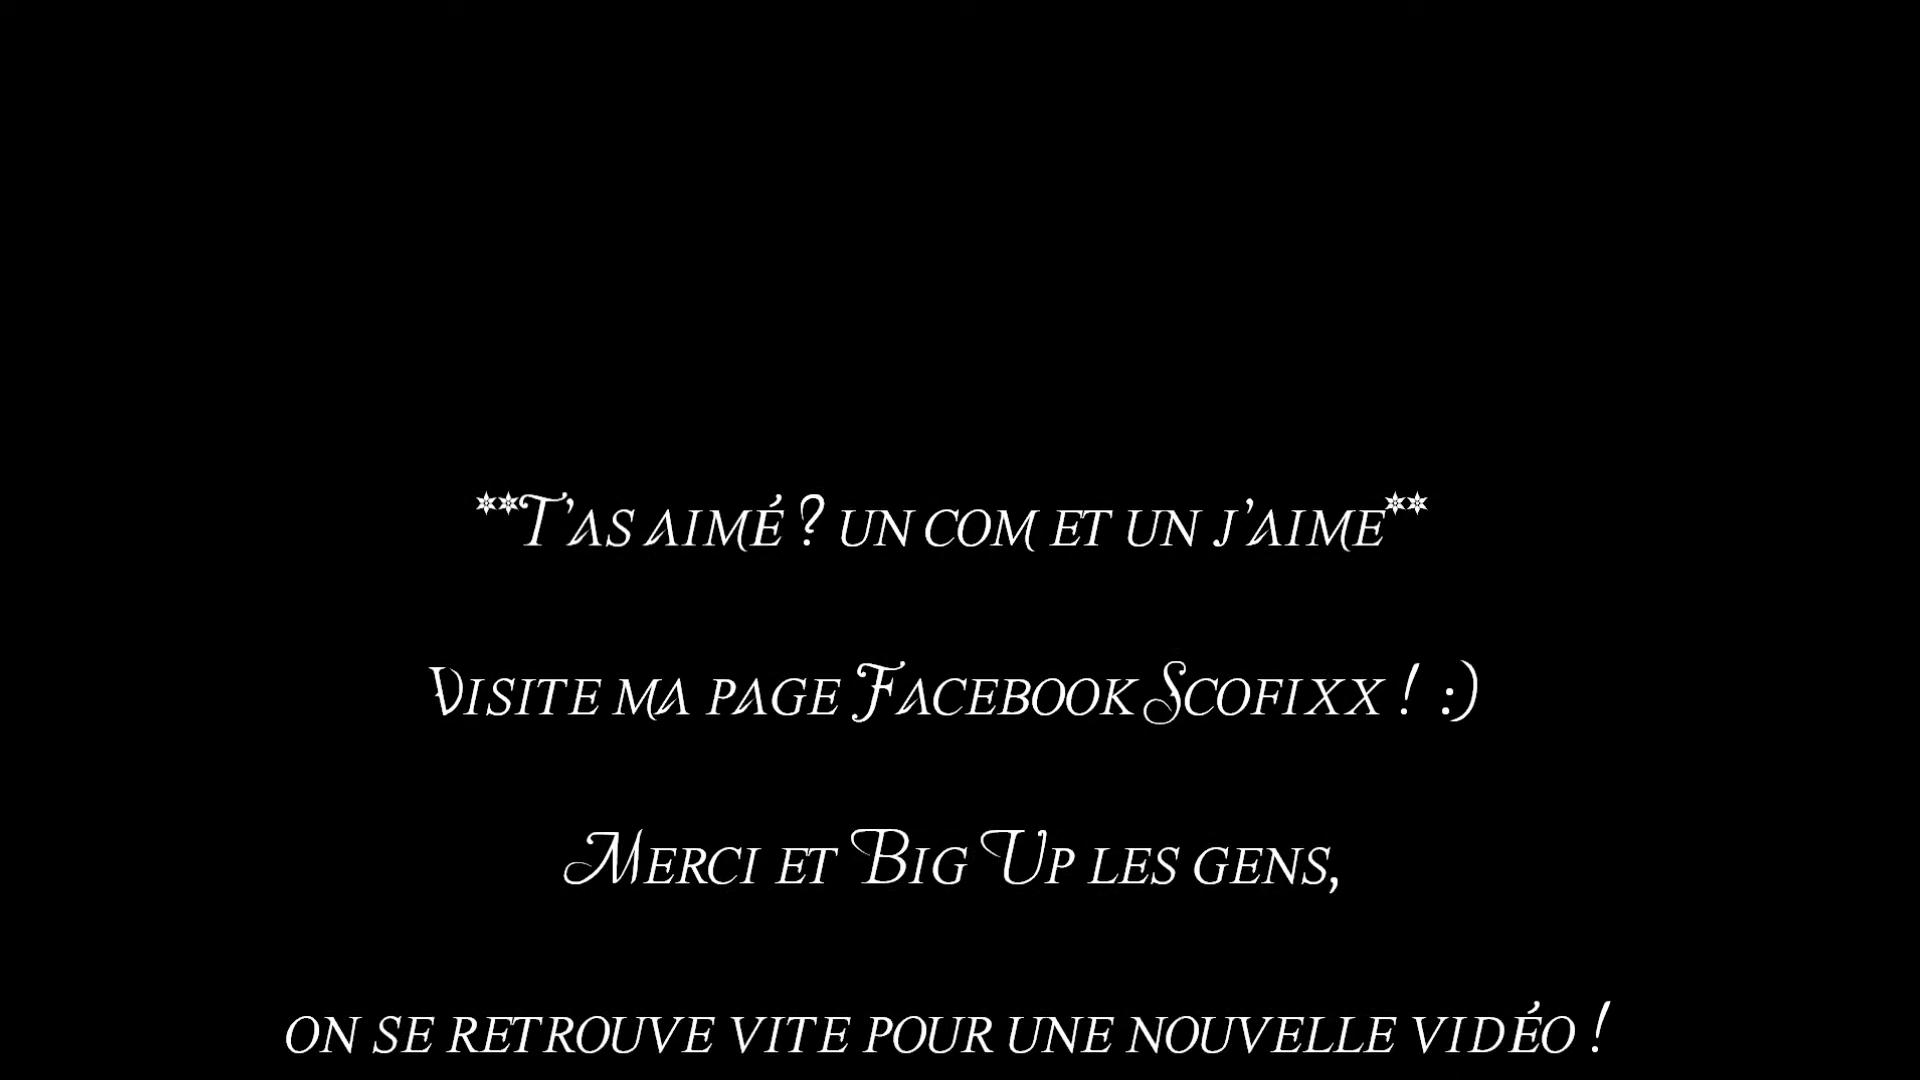 **T'as aimé ? un com et un j'aime**
Visite ma page Facebook Scofixx ! :)
Merci et Big Up les gens,
on se retrouve vite pour une nouvelle vidéo !